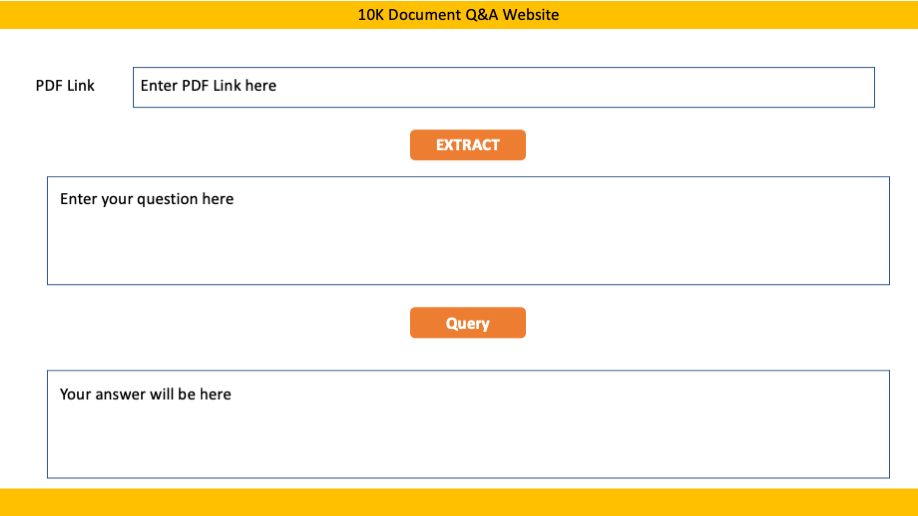 10K Document Q&A Website
PDF Link
Enter PDF Link here
EXTRACT
Enter your question here
Query
Your answer will be here